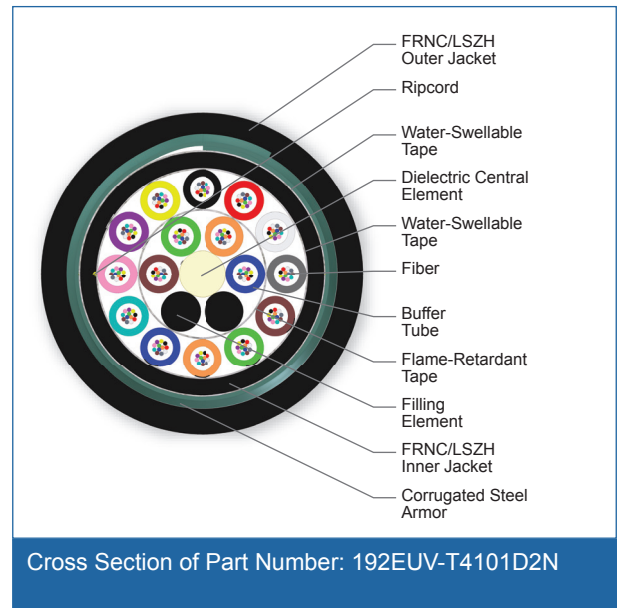 FRNC/LSZH
Outer Jacket
Ripcord
Water-Swellable
Tape
Dielectric Central
Element
Water-Swellable
Tape
Fiber
Buffer
Tube
Flame-Retardant
Tape
Filling
Element
FRNC/LSZH
Inner Jacket
Corrugated Steel
Armor
Cross Section of Part Number: 192EUV-T4101D2N